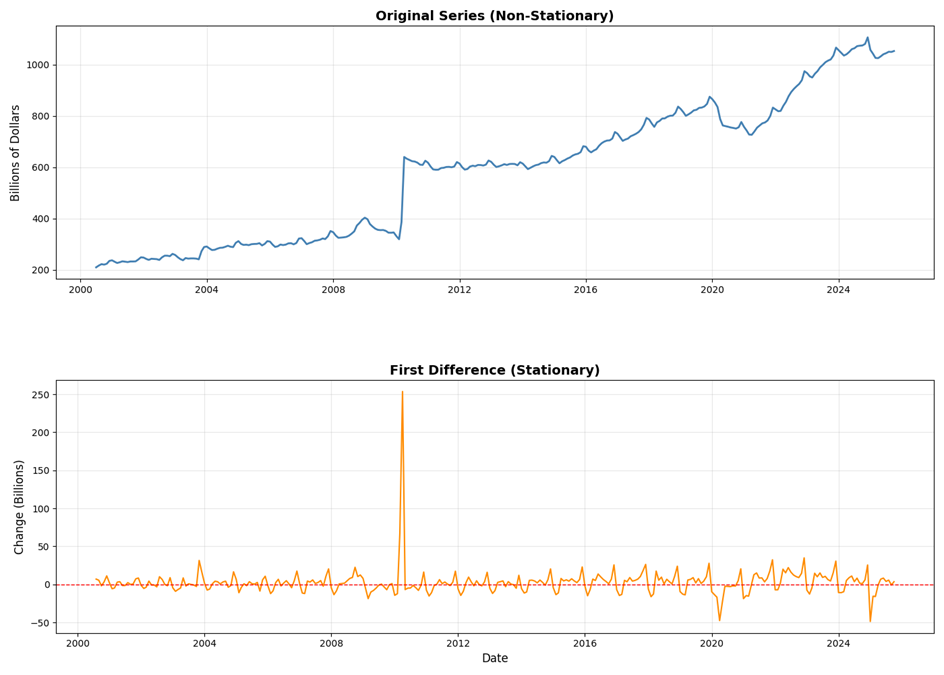 Original Series (Non-Stationary)
Billions of Dollars
1000
800
600
400
200
2000 2004 2008 2012 2016 2020 2024
First Difference (Stationary)
Change (Billions)
250
200
150
100
50
0
−50
2000 2004 2008 2012 2016 2020 2024
Date